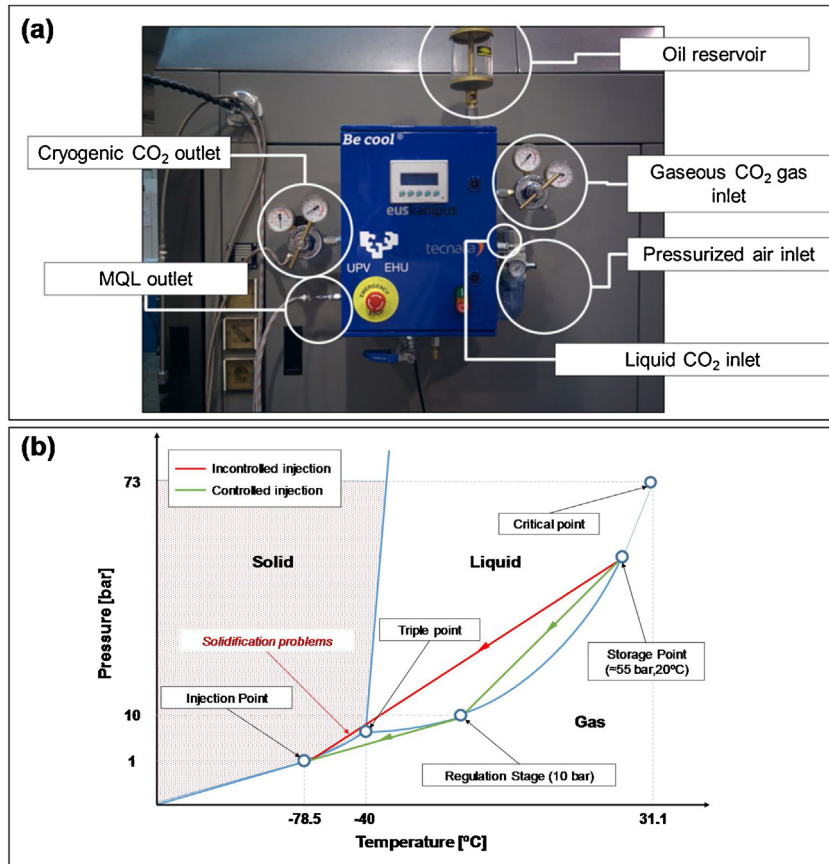 (a)
Oil reservoir
Be cool®
Cryogenic CO₂ outlet
Gaseous CO₂ gas
inlet
euskampus
tecnalia
Pressurized air inlet
UPV EHU
MQL outlet
EMERGENCY
STOP
Liquid CO₂ inlet
(b)
73
Incontrolled injection
Controlled injection
Critical point
Solid
Liquid
Pressure [bar]
Solidification problems
Triple point
Storage Point
(≈55 bar,20ºC)
Injection Point
10
Gas
1
Regulation Stage (10 bar)
-78.5
-40
31.1
Temperature [ºC]